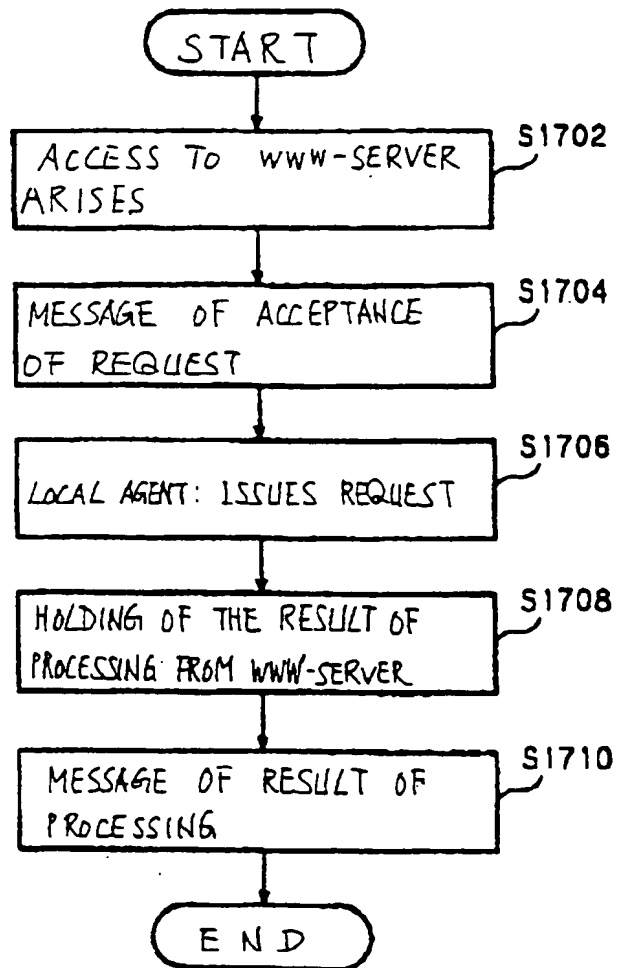 START
S1702
ACCESS TO WWW-SERVER
ARISES
S1704
MESSAGE OF ACCEPTANCE
OF REQUEST
S1706
LOCAL AGENT: ISSUES REQUEST
S1708
HOLDING OF THE RESULT OF
PROCESSING FROM WWW-SERVER
S1710
MESSAGE OF RESULT OF
PROCESSING
END